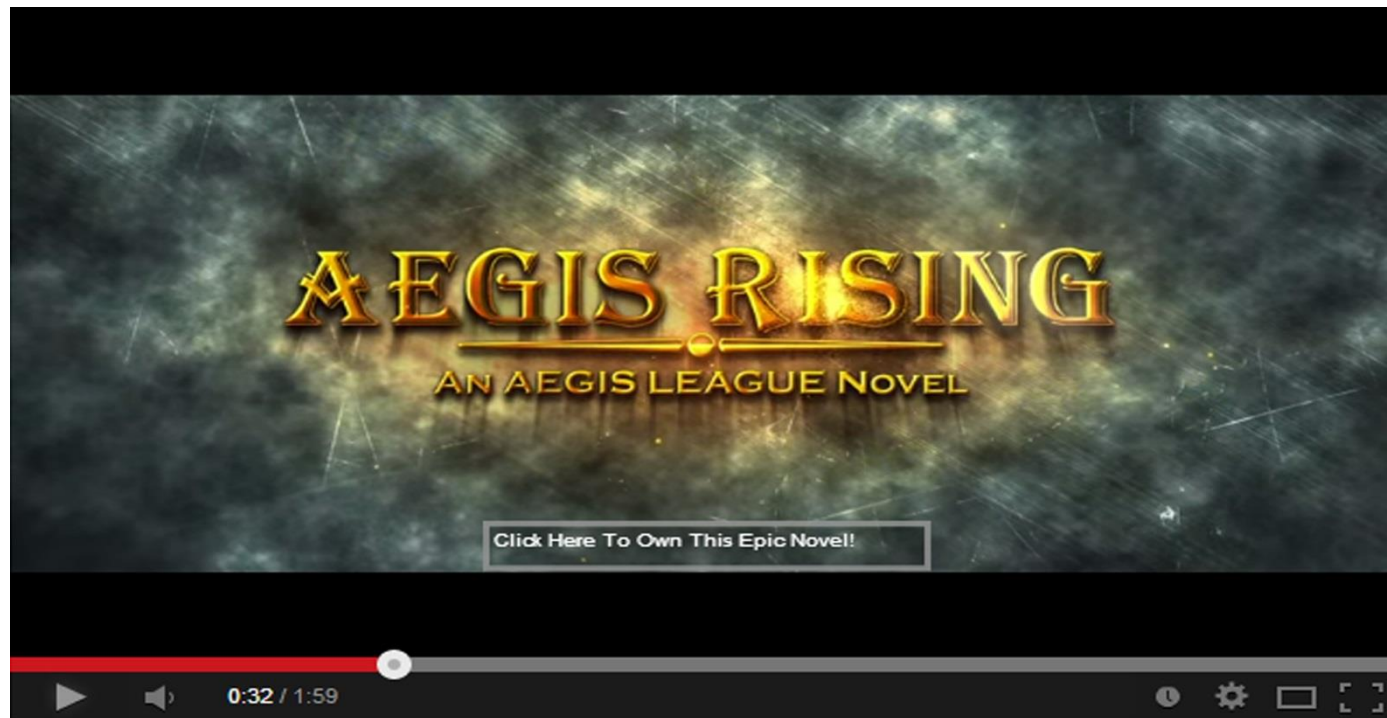 AEGIS RISING
AN AEGIS LEAGUE NOVEL
Click Here To Own This Epic Novel!
0:32 / 1:59